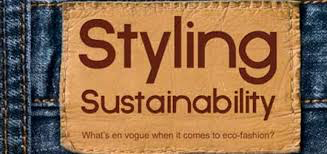 Styling
Sustainability
What's en vogue when it comes to eco-fashion?